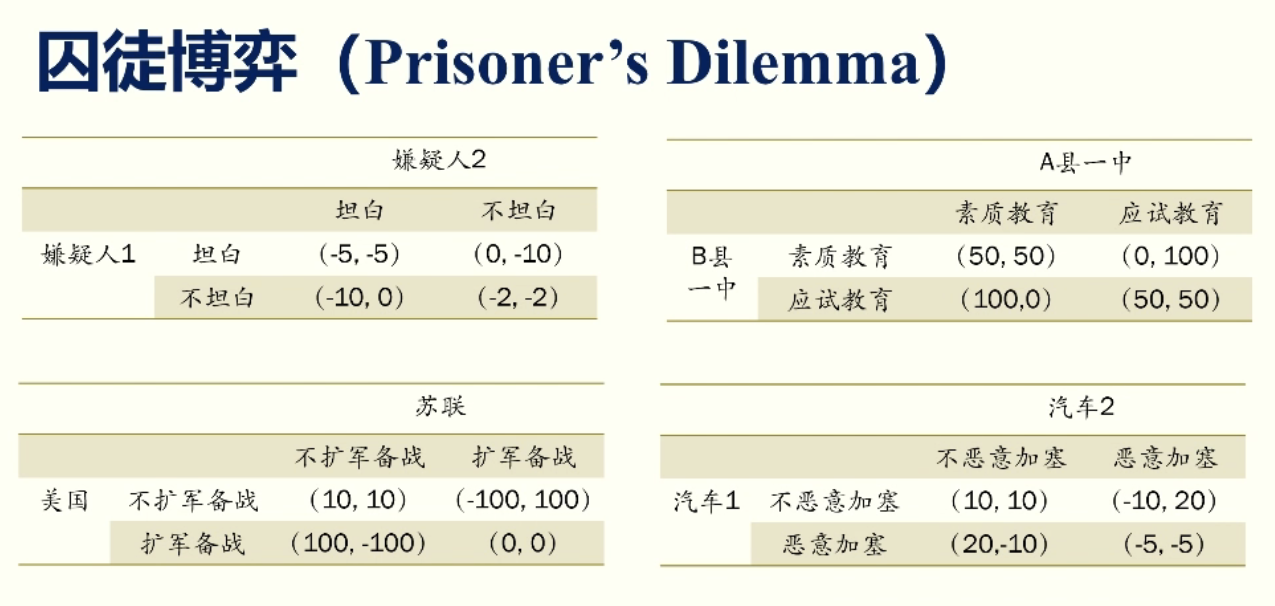 囚徒博弈（Prisoner's Dilemma）
嫌疑人2
坦白 不坦白
嫌疑人1 坦白 (-5, -5) (0, -10)
不坦白 (-10, 0) (-2, -2)
A县一中
素质教育 应试教育
B县一中 素质教育 (50, 50) (0, 100)
应试教育 (100,0) (50, 50)
苏联
不扩军备战 扩军备战
美国 不扩军备战 (10, 10) (-100, 100)
扩军备战 (100, -100) (0, 0)
汽车2
不恶意加塞 恶意加塞
汽车1 不恶意加塞 (10, 10) (-10, 20)
恶意加塞 (20,-10) (-5, -5)